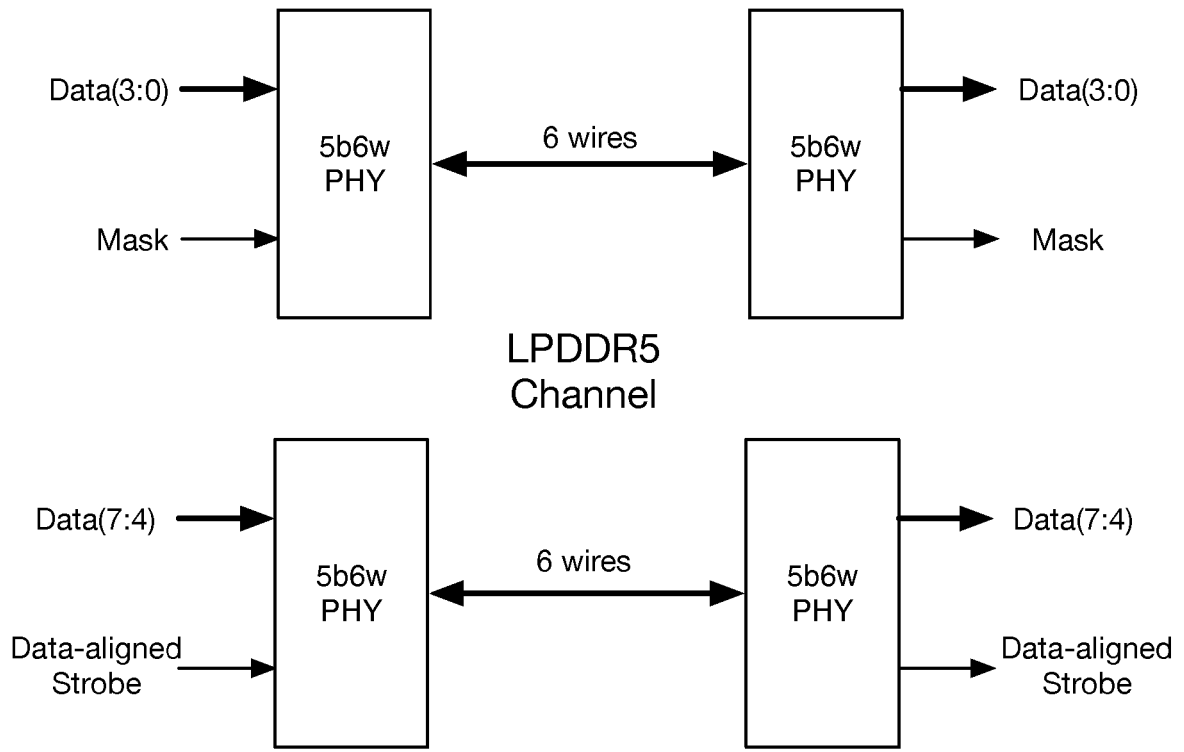 Data(3:0)
Mask
5b6w
PHY
6 wires
5b6w
PHY
Data(3:0)
Mask
LPDDR5
Channel
Data(7:4)
Data-aligned
Strobe
5b6w
PHY
6 wires
5b6w
PHY
Data(7:4)
Data-aligned
Strobe